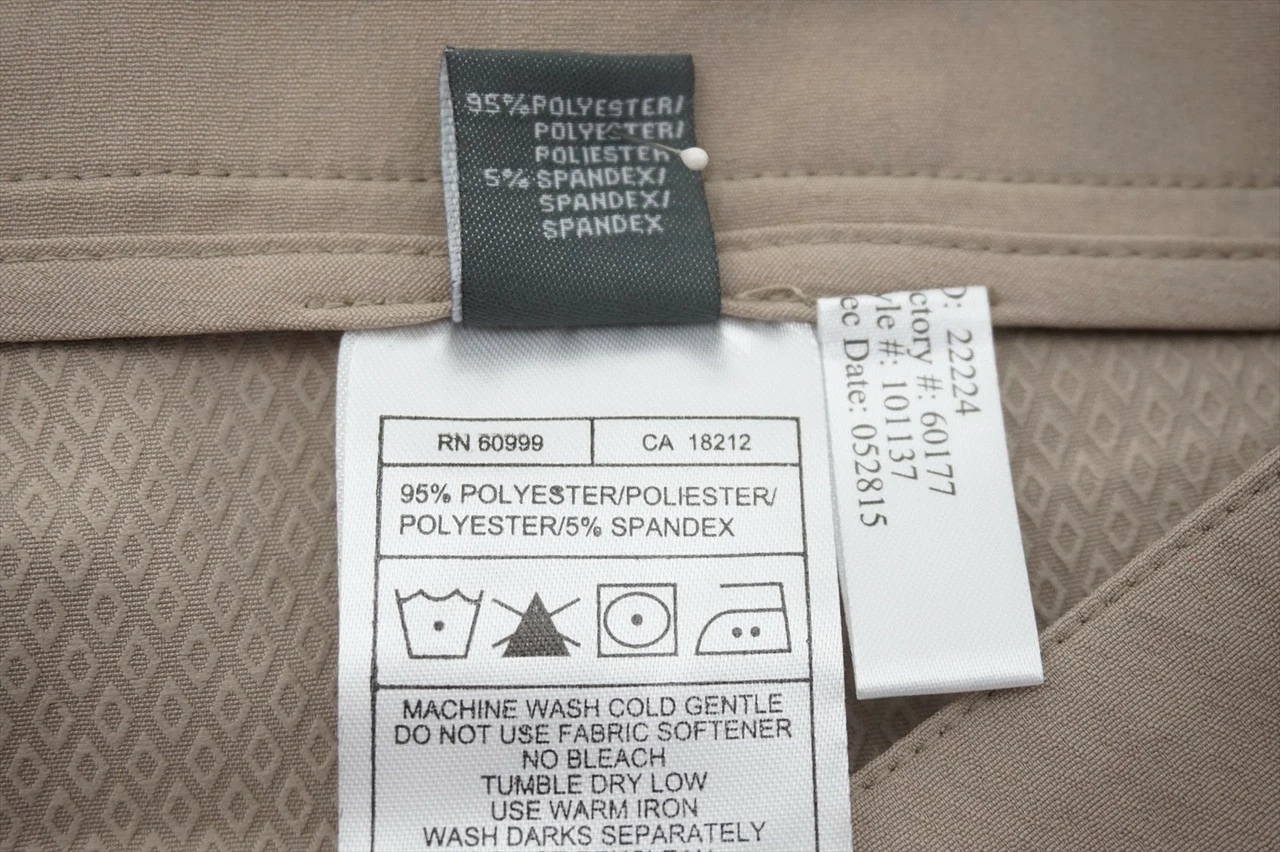 95% POLYESTER/
POLYESTER/
POLIESTER
5% SPANDEX/
SPANDEX/
SPANDEX
RN 60999
CA 18212
95% POLYESTER/POLIESTER/
POLYESTER/5% SPANDEX
MACHINE WASH COLD GENTLE
DO NOT USE FABRIC SOFTENER
NO BLEACH
TUMBLE DRY LOW
USE WARM IRON
WASH DARKS SEPARATELY
: 22224
ctory #: 60177
yle #: 101137
ec Date: 052815